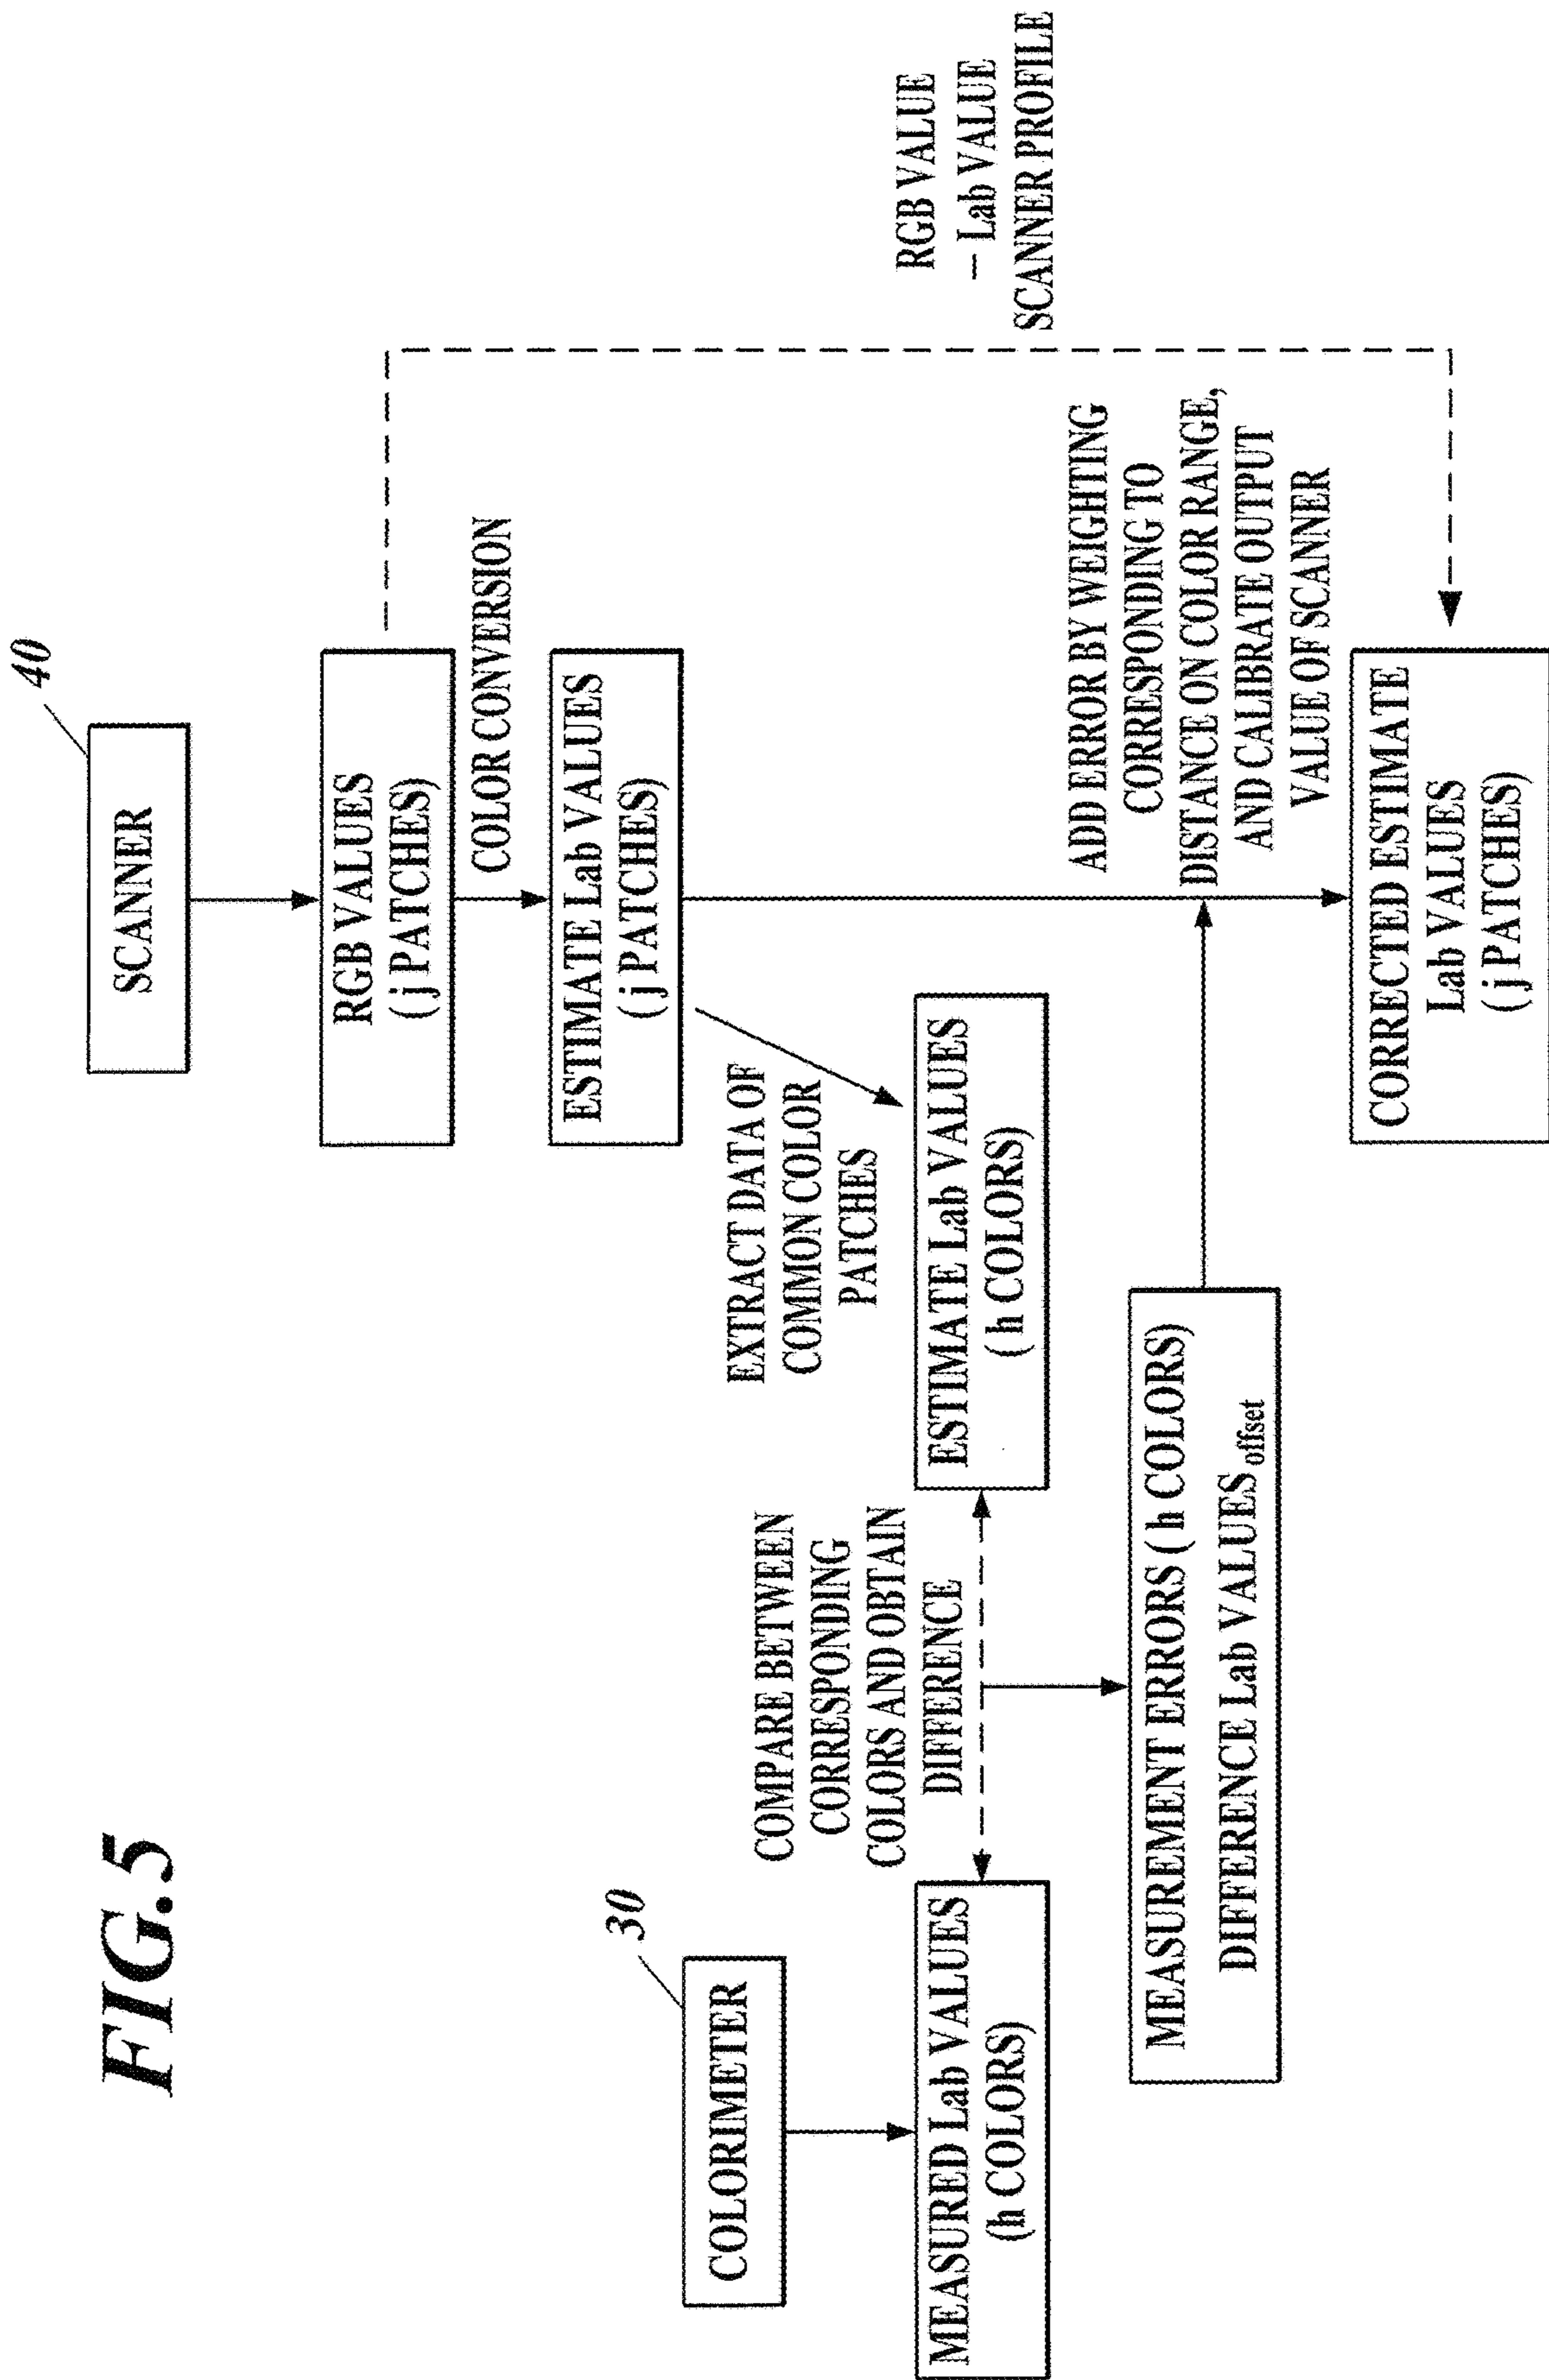 FIG.5
30
COLORIMETER
MEASURED Lab VALUES
(h COLORS)
COMPARE BETWEEN
CORRESPONDING
COLORS AND OBTAIN
DIFFERENCE
MEASUREMENT ERRORS (h COLORS)
DIFFERENCE Lab VALUES offset
40
SCANNER
RGB VALUES
(j PATCHES)
COLOR CONVERSION
ESTIMATE Lab VALUES
(j PATCHES)
EXTRACT DATA OF
COMMON COLOR
PATCHES
ESTIMATE Lab VALUES
(h COLORS)
ADD ERROR BY WEIGHTING
CORRESPONDING TO
DISTANCE ON COLOR RANGE,
AND CALIBRATE OUTPUT
VALUE OF SCANNER
CORRECTED ESTIMATE
Lab VALUES
(j PATCHES)
RGB VALUE
– Lab VALUE
SCANNER PROFILE